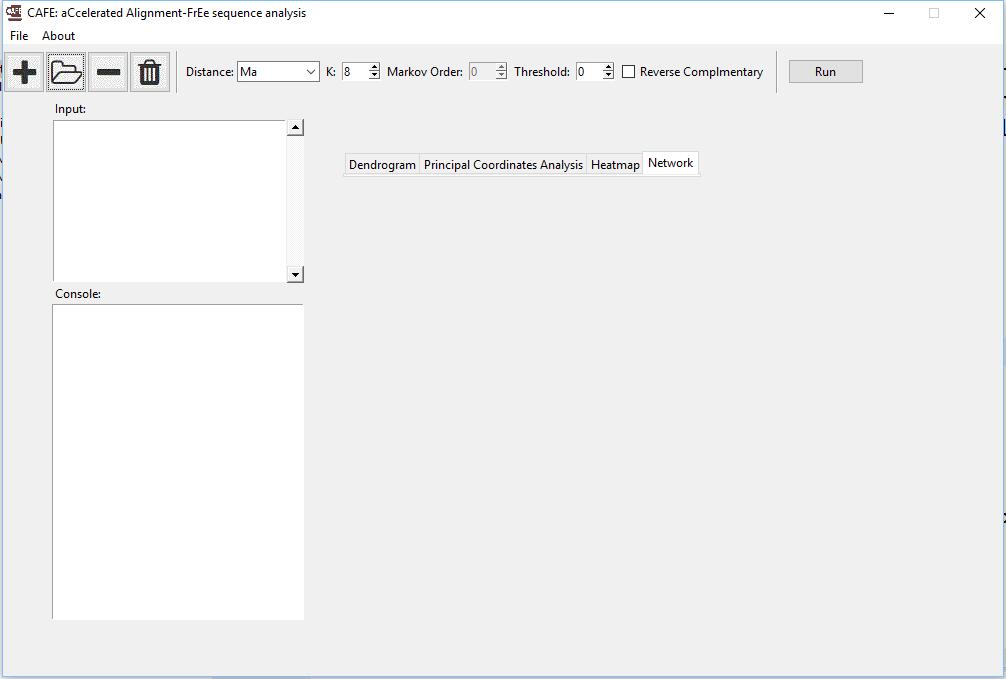 CAFE: aCcelerated Alignment-FrEe sequence analysis
File About
Distance: Ma K: 8 Markov Order: 0 Threshold: 0 Reverse Complmentary Run
Input:
Dendrogram Principal Coordinates Analysis Heatmap Network
Console: